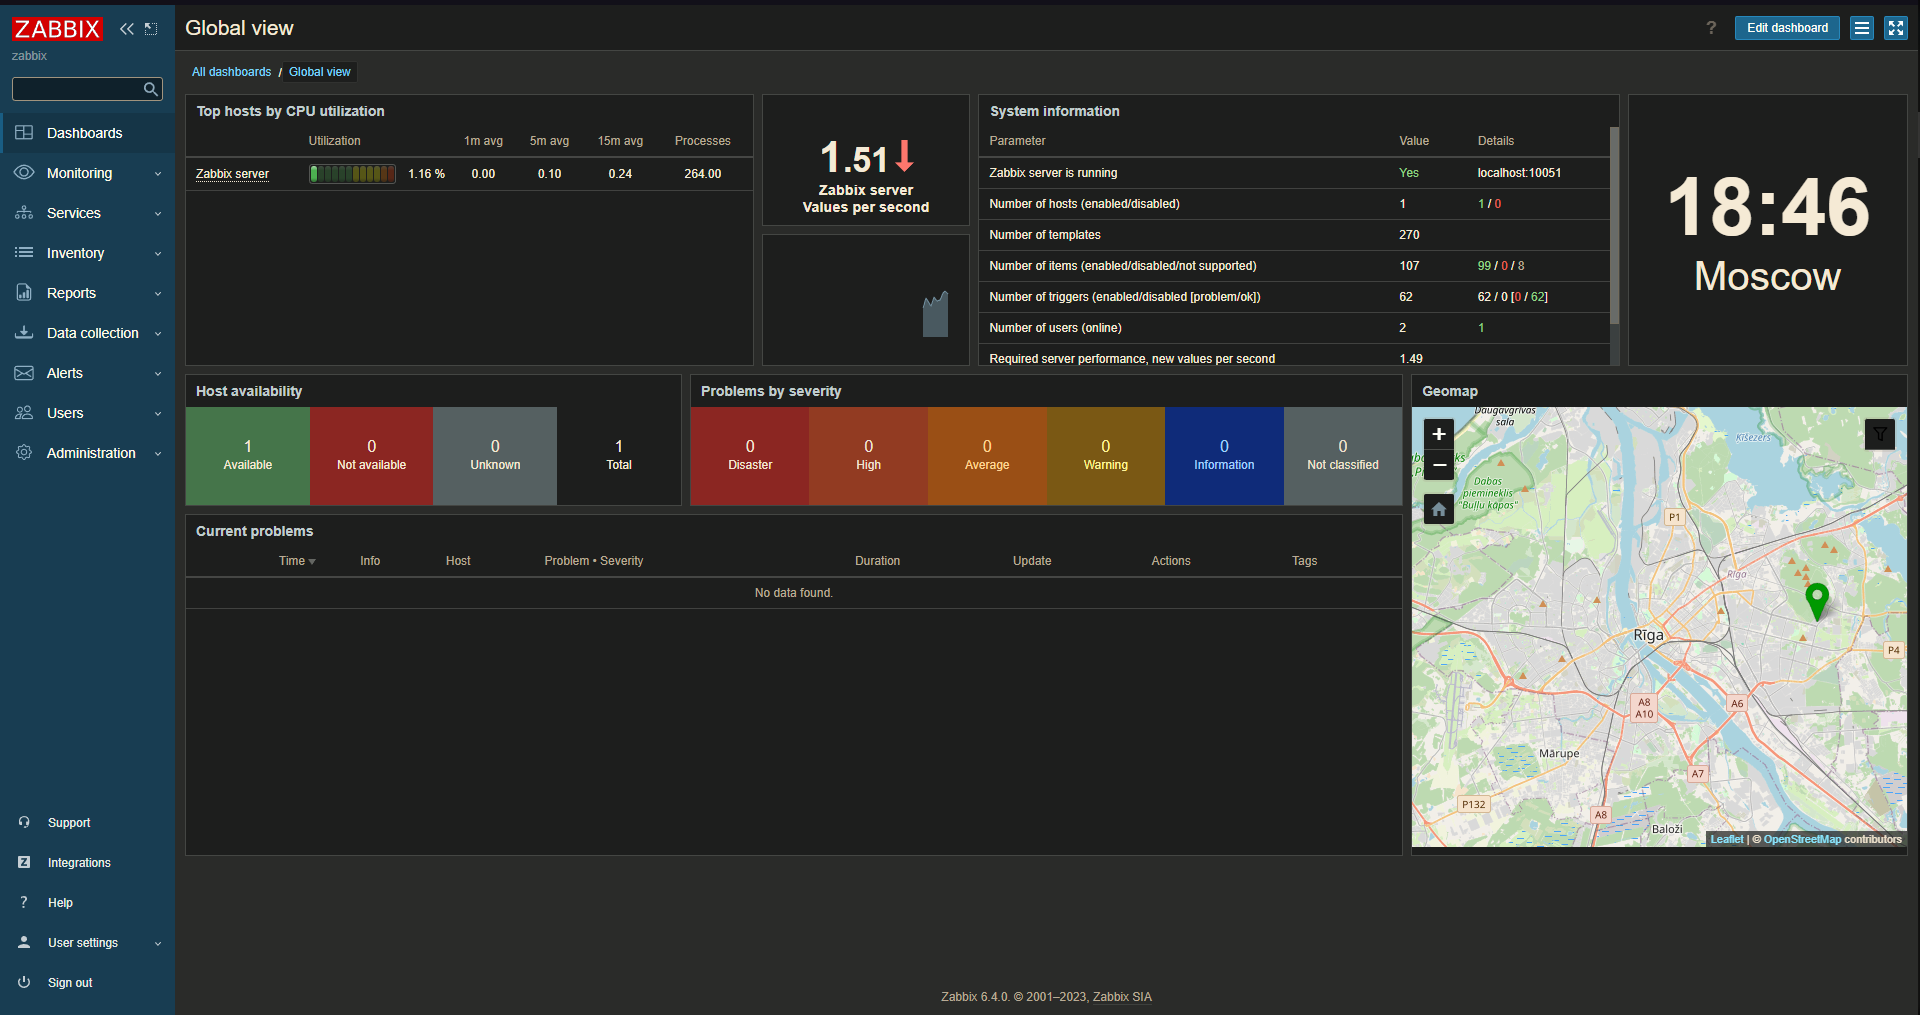 ZABBIX
zabbix
Dashboards
Monitoring
Services
Inventory
Reports
Data collection
Alerts
Users
Administration
Support
Integrations
Help
User settings
Sign out
Global view
? Edit dashboard
All dashboards / Global view
Top hosts by CPU utilization
Utilization 1m avg 5m avg 15m avg Processes
Zabbix server 1.16 % 0.00 0.10 0.24 264.00
1.51
Zabbix server
Values per second
System information
Parameter Value Details
Zabbix server is running Yes localhost:10051
Number of hosts (enabled/disabled) 1 1 / 0
Number of templates 270
Number of items (enabled/disabled/not supported) 107 99 / 0 / 8
Number of triggers (enabled/disabled [problem/ok]) 62 62 / 0 [0 / 62]
Number of users (online) 2 1
Required server performance, new values per second 1.49
18:46
Moscow
Host availability
1 Available
0 Not available
0 Unknown
1 Total
Problems by severity
0 Disaster
0 High
0 Average
0 Warning
0 Information
0 Not classified
Current problems
Time Info Host Problem • Severity Duration Update Actions Tags
No data found.
Geomap
+
−
Daugavgrīvas
sala
Ķīšezers
Dabas
piemineklis
"Buļļu kāpas"
P1
Rīga
Rīga
P4
A8
A10
A6
Mārupe
A7
P132
A8
Baloži
Leaflet | © OpenStreetMap contributors
Zabbix 6.4.0. © 2001–2023, Zabbix SIA